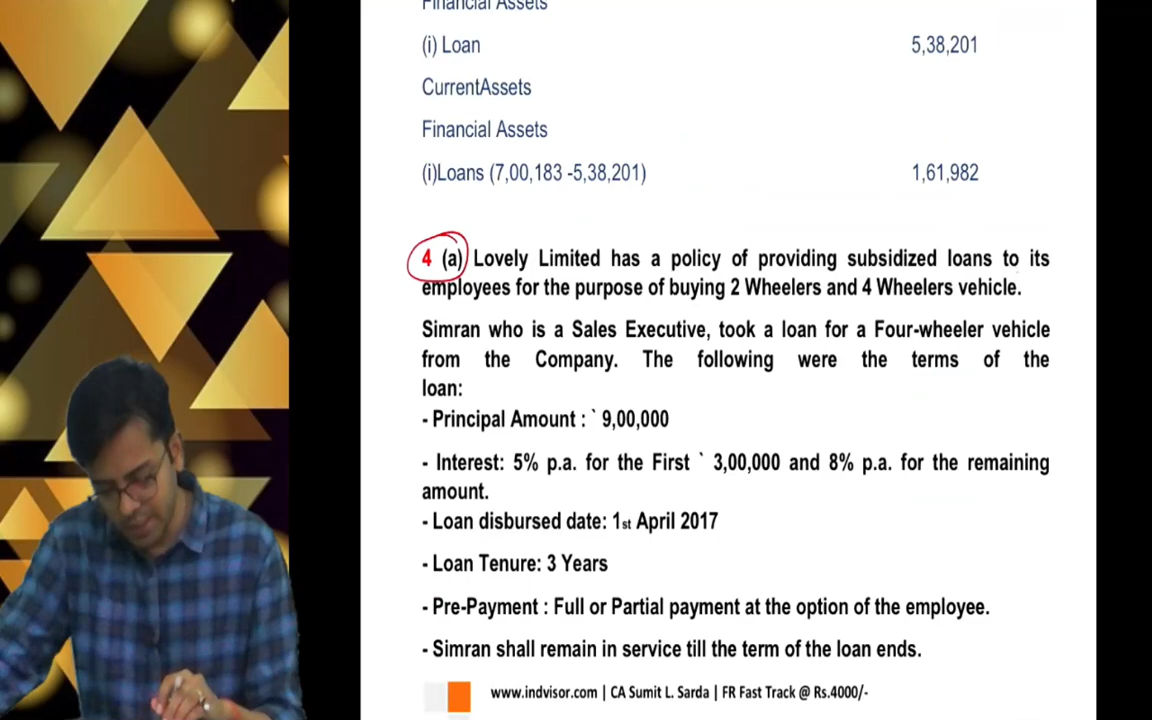 Financial Assets
(i) Loan 5,38,201
CurrentAssets
Financial Assets
(i)Loans (7,00,183 -5,38,201) 1,61,982
4 (a) Lovely Limited has a policy of providing subsidized loans to its
employees for the purpose of buying 2 Wheelers and 4 Wheelers vehicle.
Simran who is a Sales Executive, took a loan for a Four-wheeler vehicle
from the Company. The following were the terms of the
loan:
- Principal Amount : ` 9,00,000
- Interest: 5% p.a. for the First ` 3,00,000 and 8% p.a. for the remaining
amount.
- Loan disbursed date: 1st April 2017
- Loan Tenure: 3 Years
- Pre-Payment : Full or Partial payment at the option of the employee.
- Simran shall remain in service till the term of the loan ends.
www.indvisor.com | CA Sumit L. Sarda | FR Fast Track @ Rs.4000/-